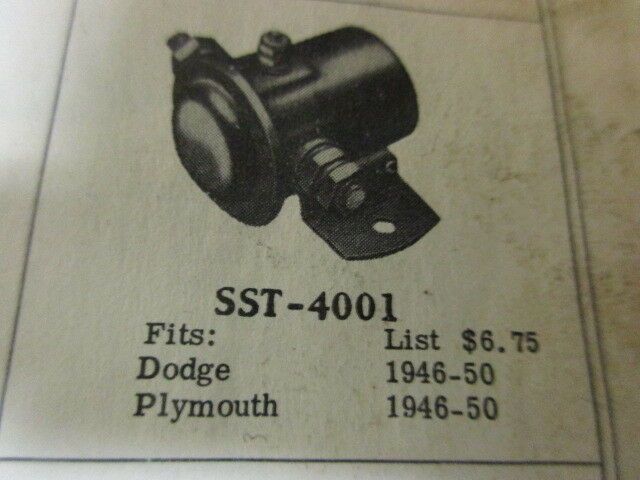 SST-4001
Fits: List $6.75
Dodge 1946-50
Plymouth 1946-50